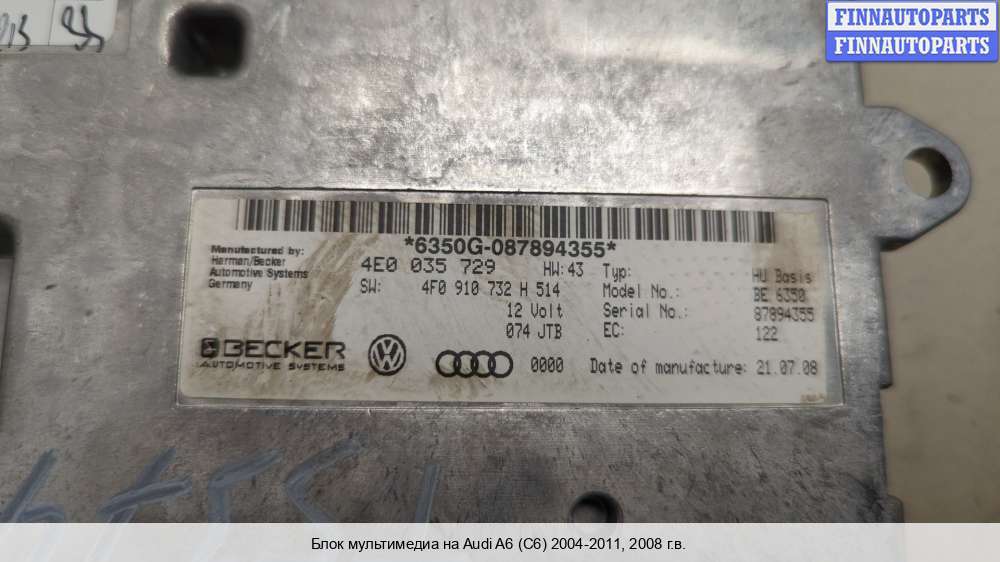 FINNAUTOPARTS
FINNAUTOPARTS
*6350G-087894355*
Manufactured by:
Harman/Becker
Automotive Systems
Germany
4E0 035 729 HW:43
SW: 4F0 910 732 H 514
12 Volt
074 JTB
Typ: HU Basis
Model No.: BE 6350
Serial No.: 87894355
EC: 122
BECKER
AUTOMOTIVE SYSTEMS
0000
Date of manufacture: 21.07.08
Блок мультимедиа на Audi A6 (C6) 2004-2011, 2008 г.в.